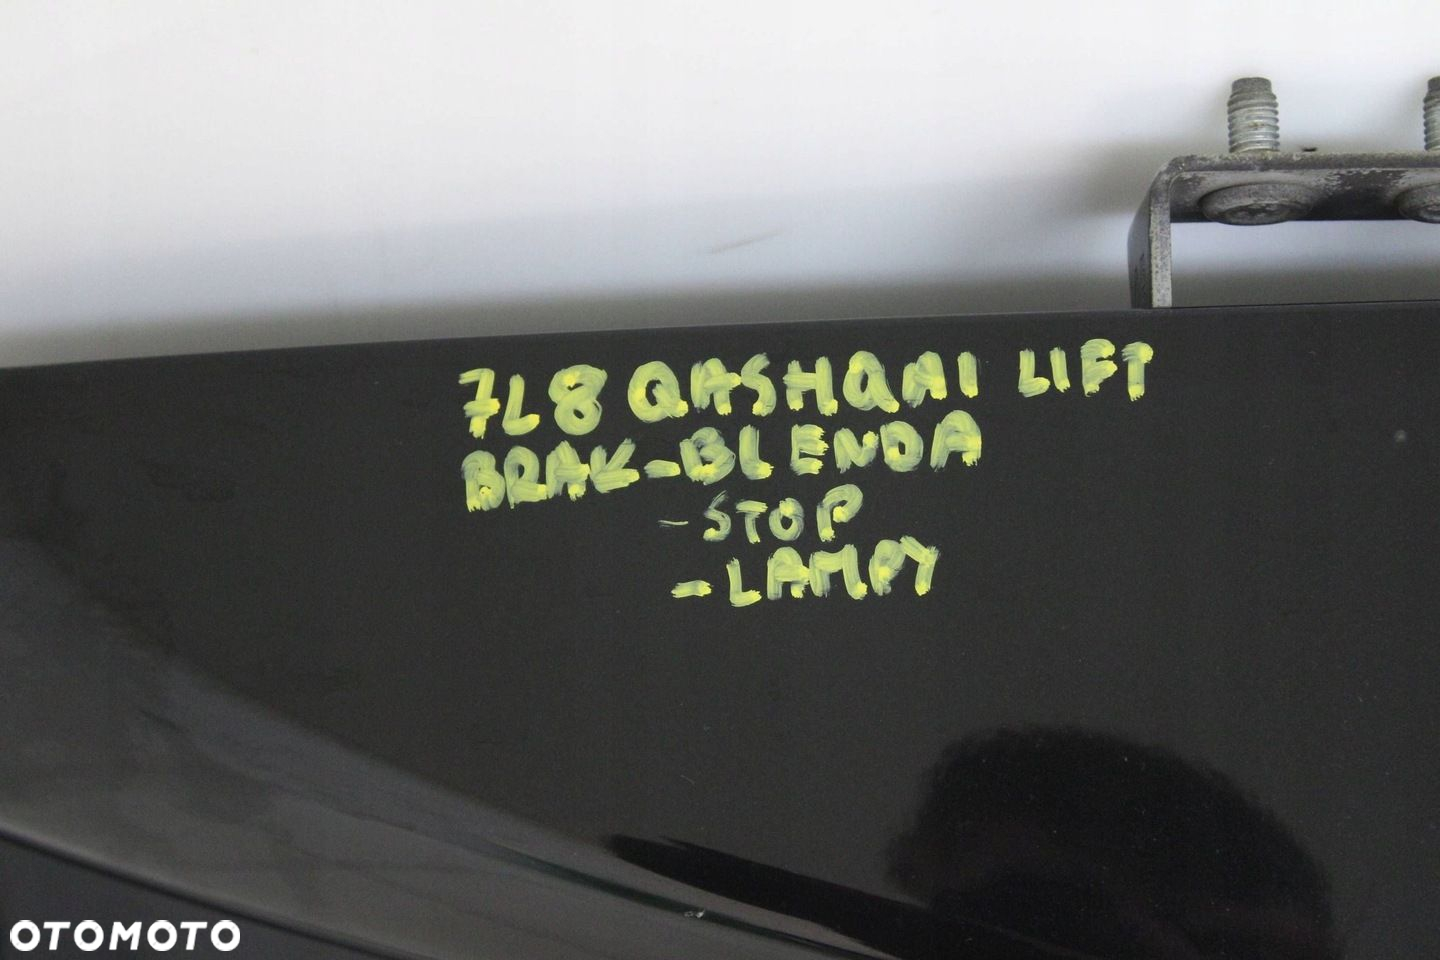 7L8 QASHQAI LIFT
BRAK-BLENDA
-STOP
-LAMPY
OTOMOTO